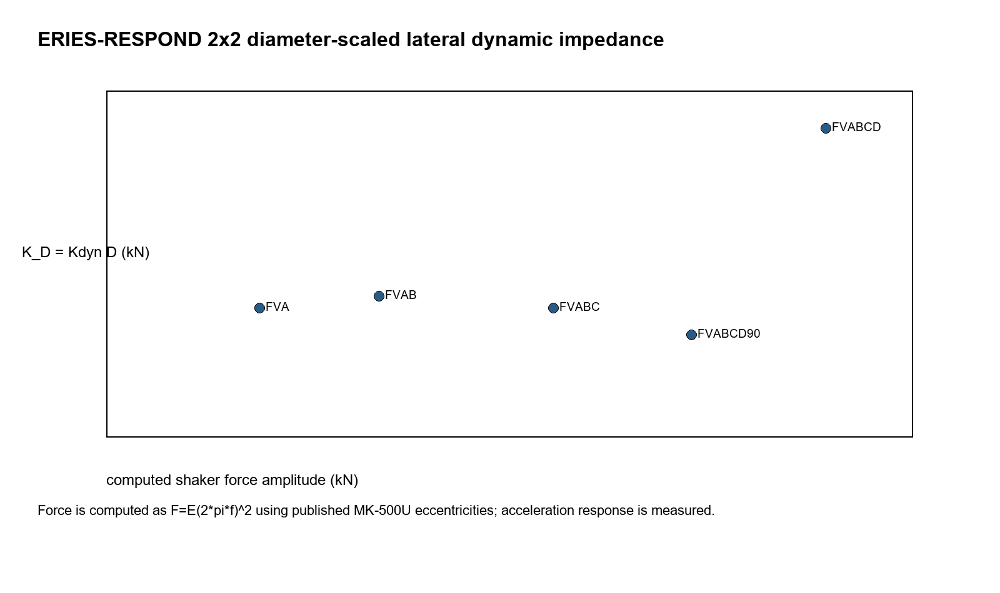 ERIES-RESPOND 2x2 diameter-scaled lateral dynamic impedance
FVABCD
K_D = Kdyn D (kN)
FVAB
FVA
FVABC
FVABCD90
computed shaker force amplitude (kN)
Force is computed as F=E(2*pi*f)^2 using published MK-500U eccentricities; acceleration response is measured.